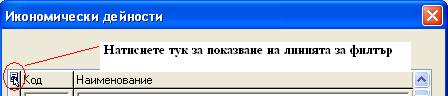 Икономически дейности
Натиснете тук за показване на линията за филтър
Код Наименование